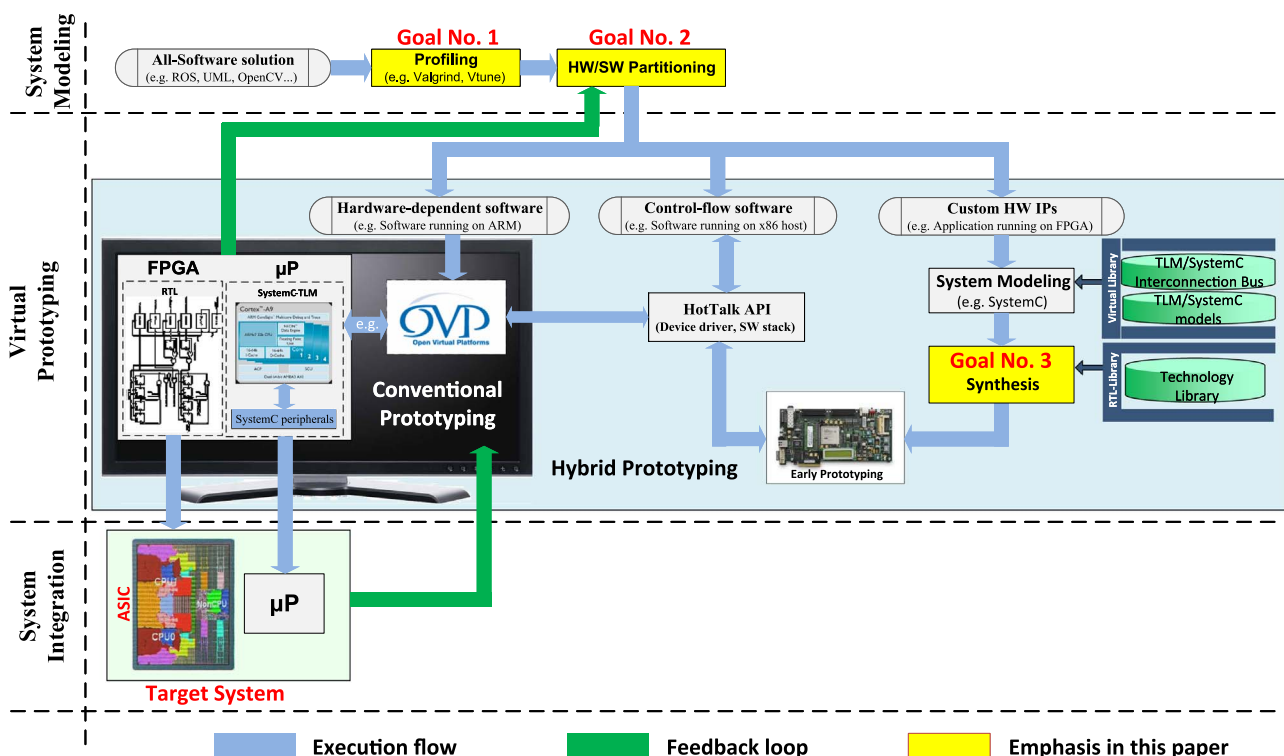 System
Modeling
All-Software solution
(e.g. ROS, UML, OpenCV...)
Goal No. 1
Profiling
(e.g. Valgrind, Vtune)
Goal No. 2
HW/SW Partitioning
Virtual
Prototyping
Hardware-dependent software
(e.g. Software running on ARM)
Control-flow software
(e.g. Software running on x86 host)
Custom HW IPs
(e.g. Application running on FPGA)
FPGA
RTL
µP
SystemC-TLM
Cortex-A9
SystemC peripherals
e.g.
OVP
Open Virtual Platforms
Conventional
Prototyping
HotTalk API
(Device driver, SW stack)
System Modeling
(e.g. SystemC)
Virtual Library
TLM/SystemC
Interconnection Bus
TLM/SystemC
models
Goal No. 3
Synthesis
RTL-Library
Technology
Library
Early Prototyping
Hybrid Prototyping
System
Integration
ASIC
CPU1
NonCPU
CPU0
µP
Target System
Execution flow
Feedback loop
Emphasis in this paper